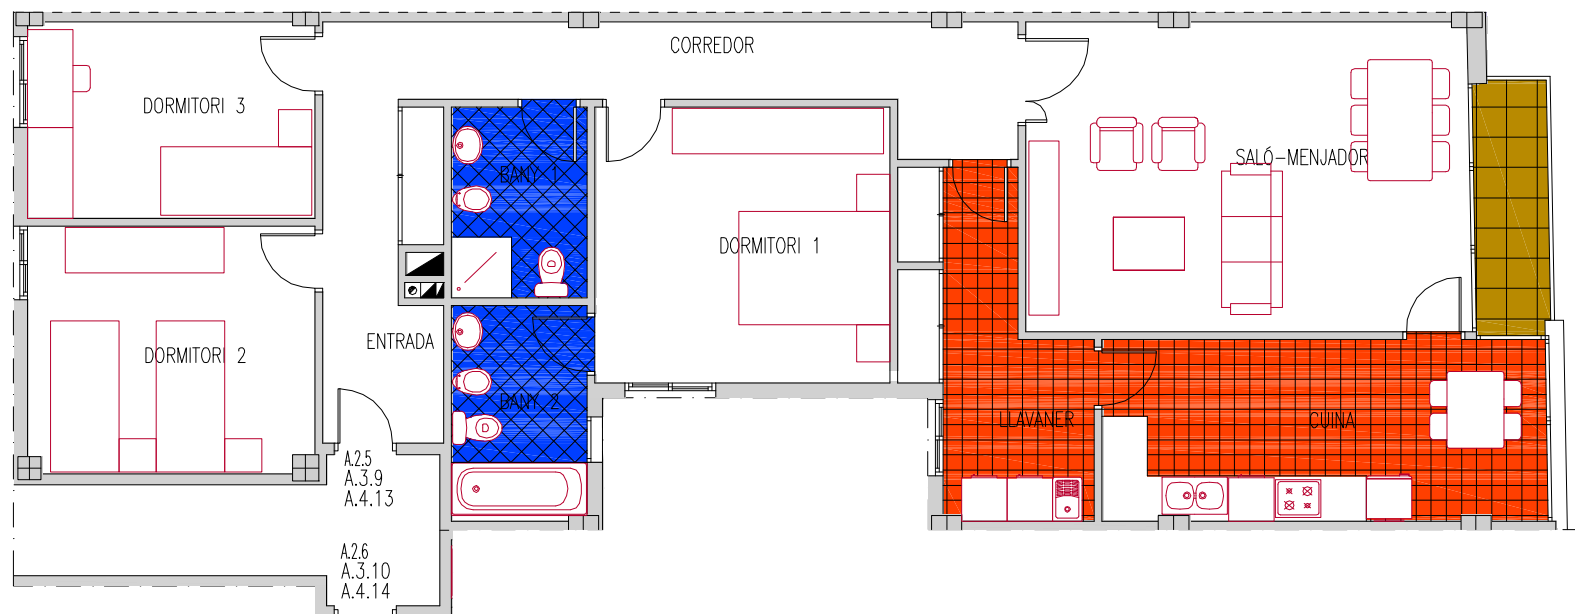 CORREDOR
DORMITORI 3
SALÓ-MENJADOR
BANY 1
DORMITORI 1
ENTRADA
DORMITORI 2
BANY 2
LLAVANER
CUINA
A.2.5
A.3.9
A.4.13
A.2.6
A.3.10
A.4.14